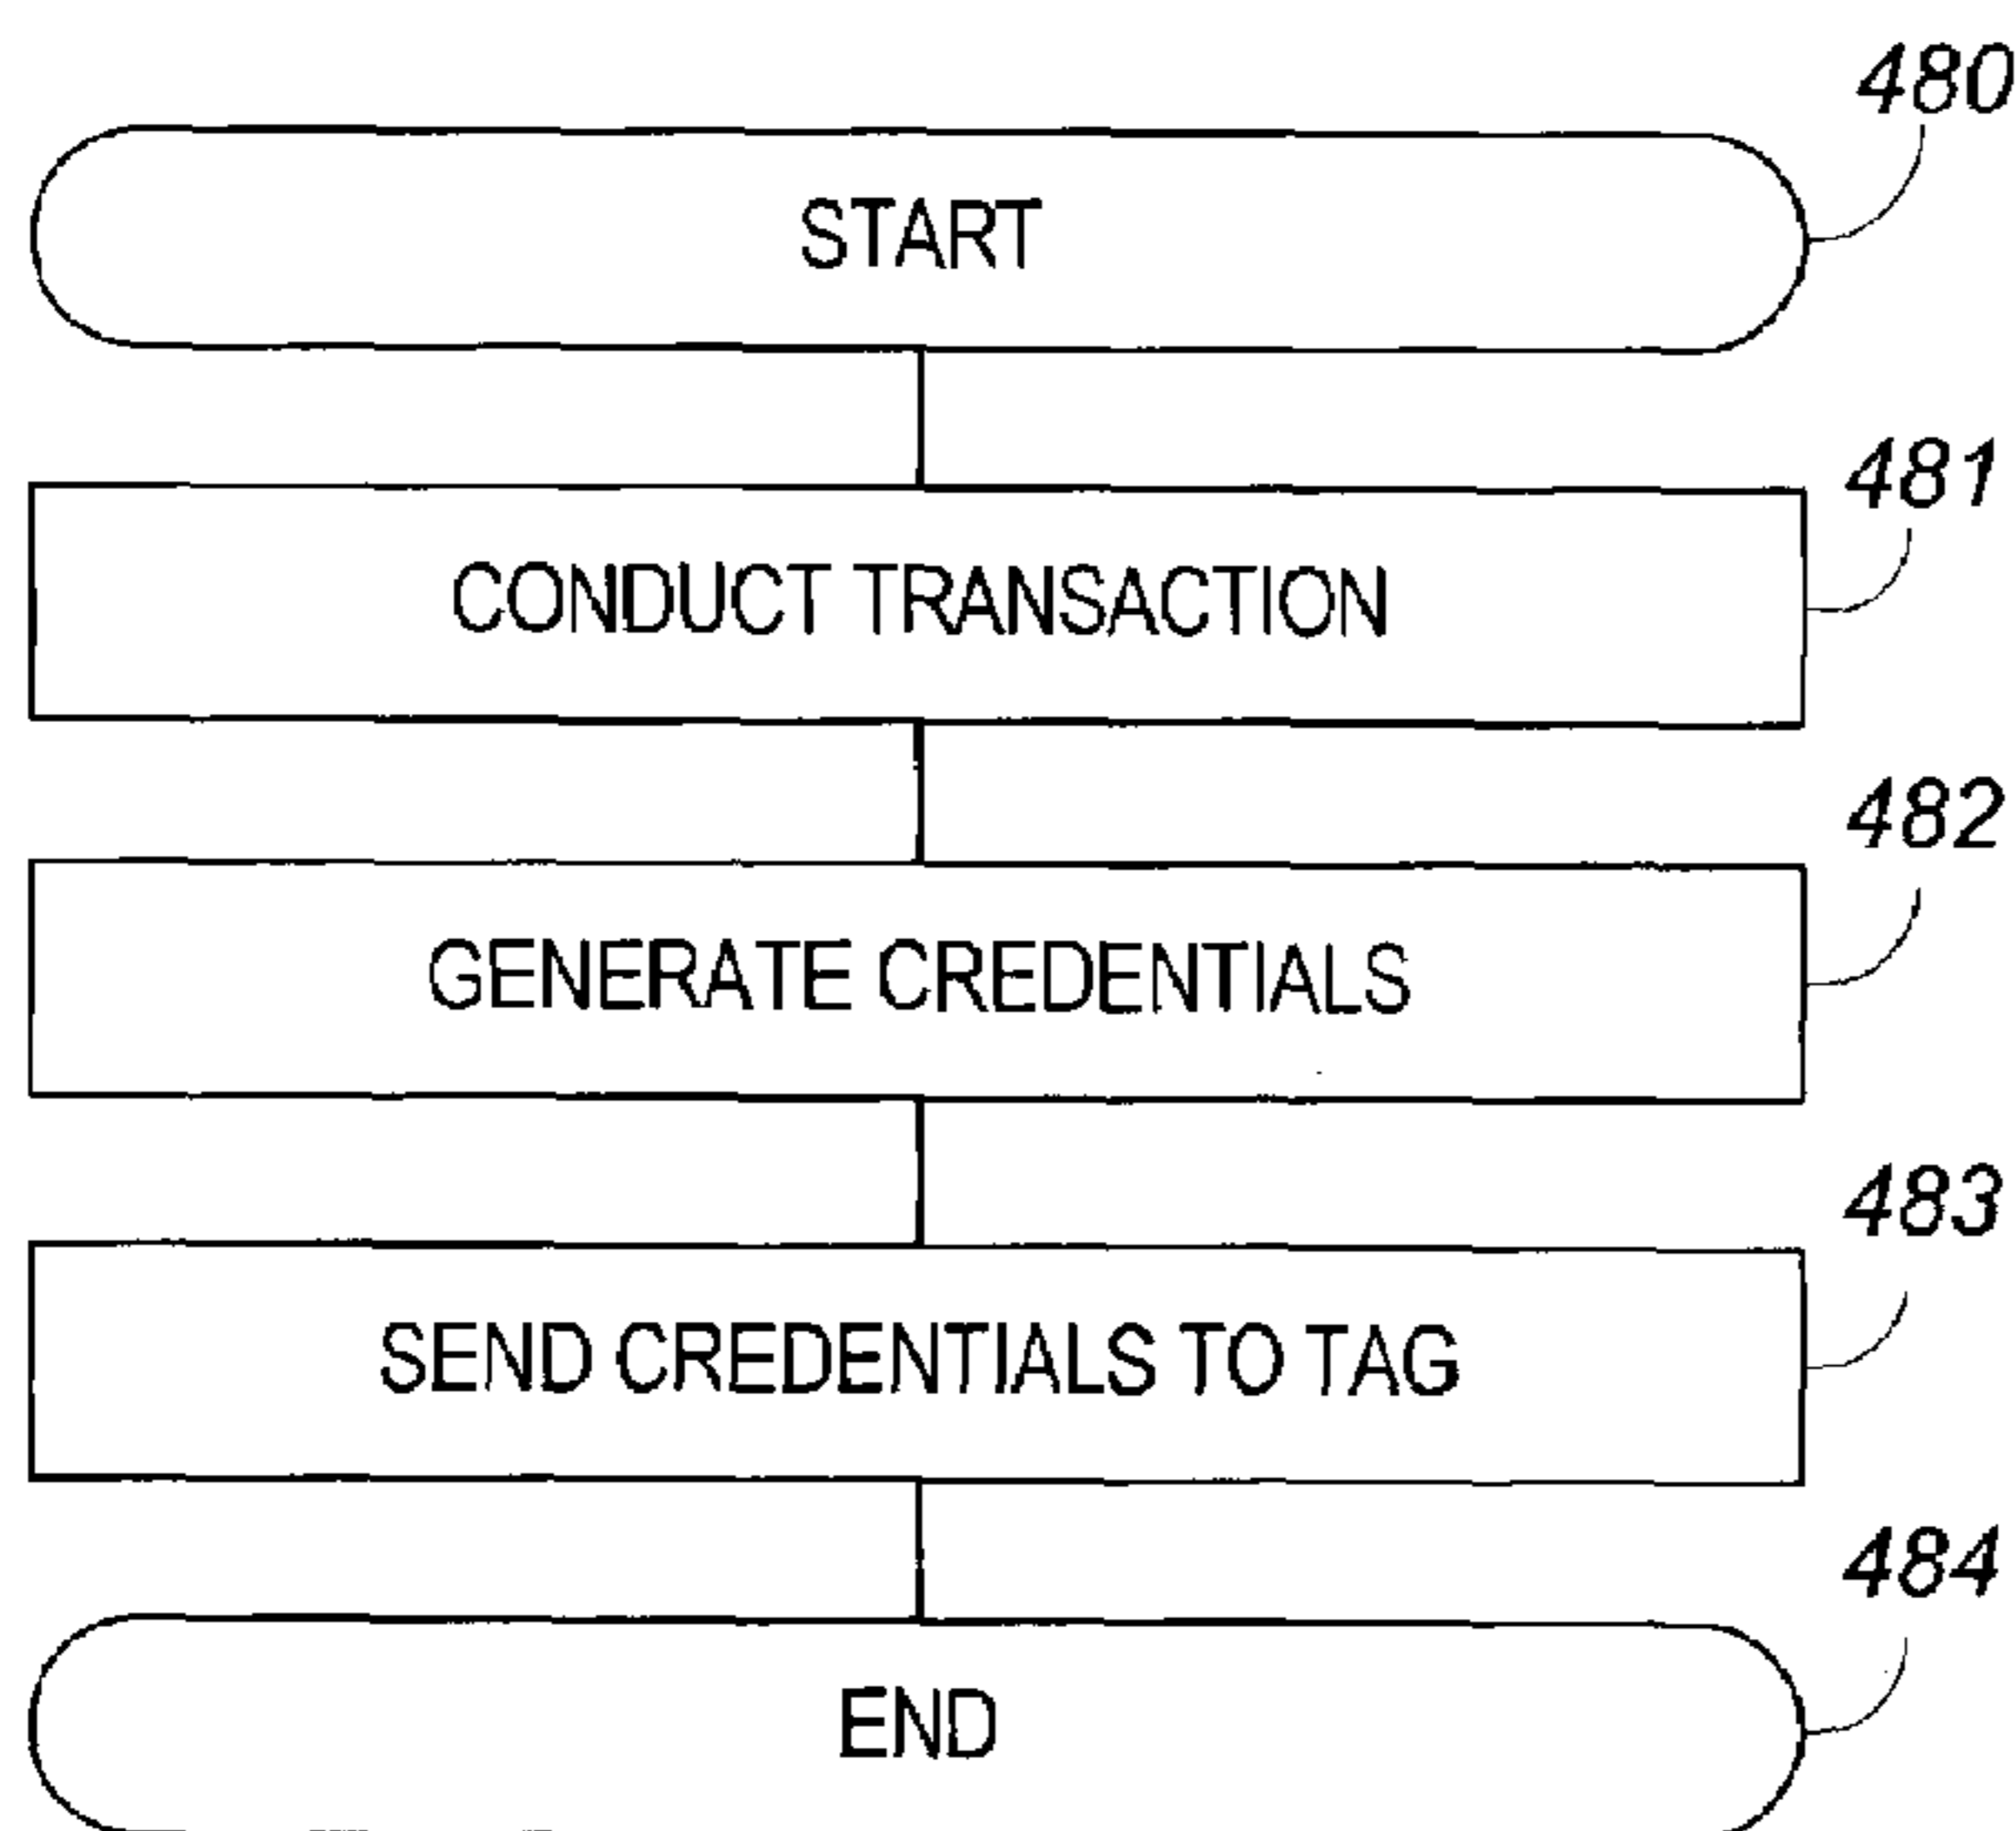 480
START
481
CONDUCT TRANSACTION
482
GENERATE CREDENTIALS
483
SEND CREDENTIALS TO TAG
484
END